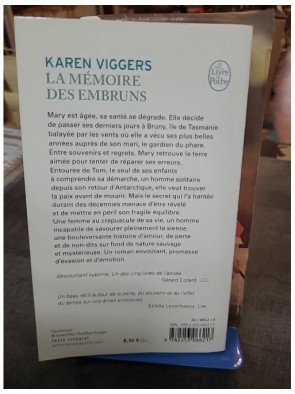 KAREN VIGGERS
LA MÉMOIRE
DES EMBRUNS
Le Livre
de Poche
Mary est âgée, sa santé se dégrade. Elle décide
de passer ses derniers jours à Bruny, île de Tasmanie
balayée par les vents où elle a vécu ses plus belles
années auprès de son mari, le gardien du phare.
Entre souvenirs et regrets, Mary retrouve la terre
aimée pour tenter de réparer ses erreurs.
Entourée de Tom, le seul de ses enfants
à comprendre sa démarche, un homme solitaire
depuis son retour d'Antarctique, elle veut trouver
la paix avant de mourir. Mais le secret qui l'a hantée
durant des décennies menace d'être révélé
et de mettre en péril son fragile équilibre.
Une femme au crépuscule de sa vie, un homme
incapable de savourer pleinement la sienne,
une bouleversante histoire d'amour, de perte
et de non-dits sur fond de nature sauvage
et mystérieuse. Un roman envoûtant, promesse
d'évasion et d'émotion.
Absolument sublime. Un des cinq livres de l'année.
Gérard Collard, LCI
Un beau récit autour de la perte, du souvenir et de l'effet
du temps sur nos âmes endolories.
Estelle Lenartowicz, Lire.
Couverture :
texte intégral
8,30 €
9 782253 066217